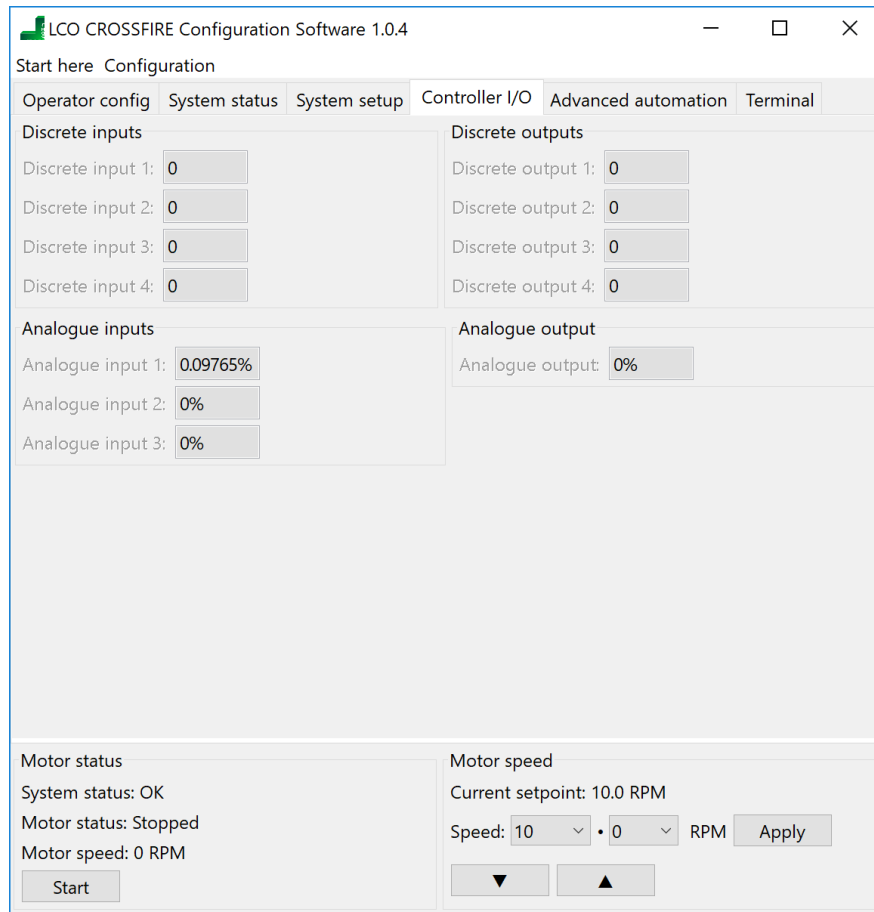 LCO CROSSFIRE Configuration Software 1.0.4
Start here Configuration
Operator config System status System setup Controller I/O Advanced automation Terminal
Discrete inputs
Discrete input 1: 0
Discrete input 2: 0
Discrete input 3: 0
Discrete input 4: 0
Discrete outputs
Discrete output 1: 0
Discrete output 2: 0
Discrete output 3: 0
Discrete output 4: 0
Analogue inputs
Analogue input 1: 0.09765%
Analogue input 2: 0%
Analogue input 3: 0%
Analogue output
Analogue output: 0%
Motor status
System status: OK
Motor status: Stopped
Motor speed: 0 RPM
Start
Motor speed
Current setpoint: 10.0 RPM
Speed: 10 • 0 RPM Apply
▼ ▲